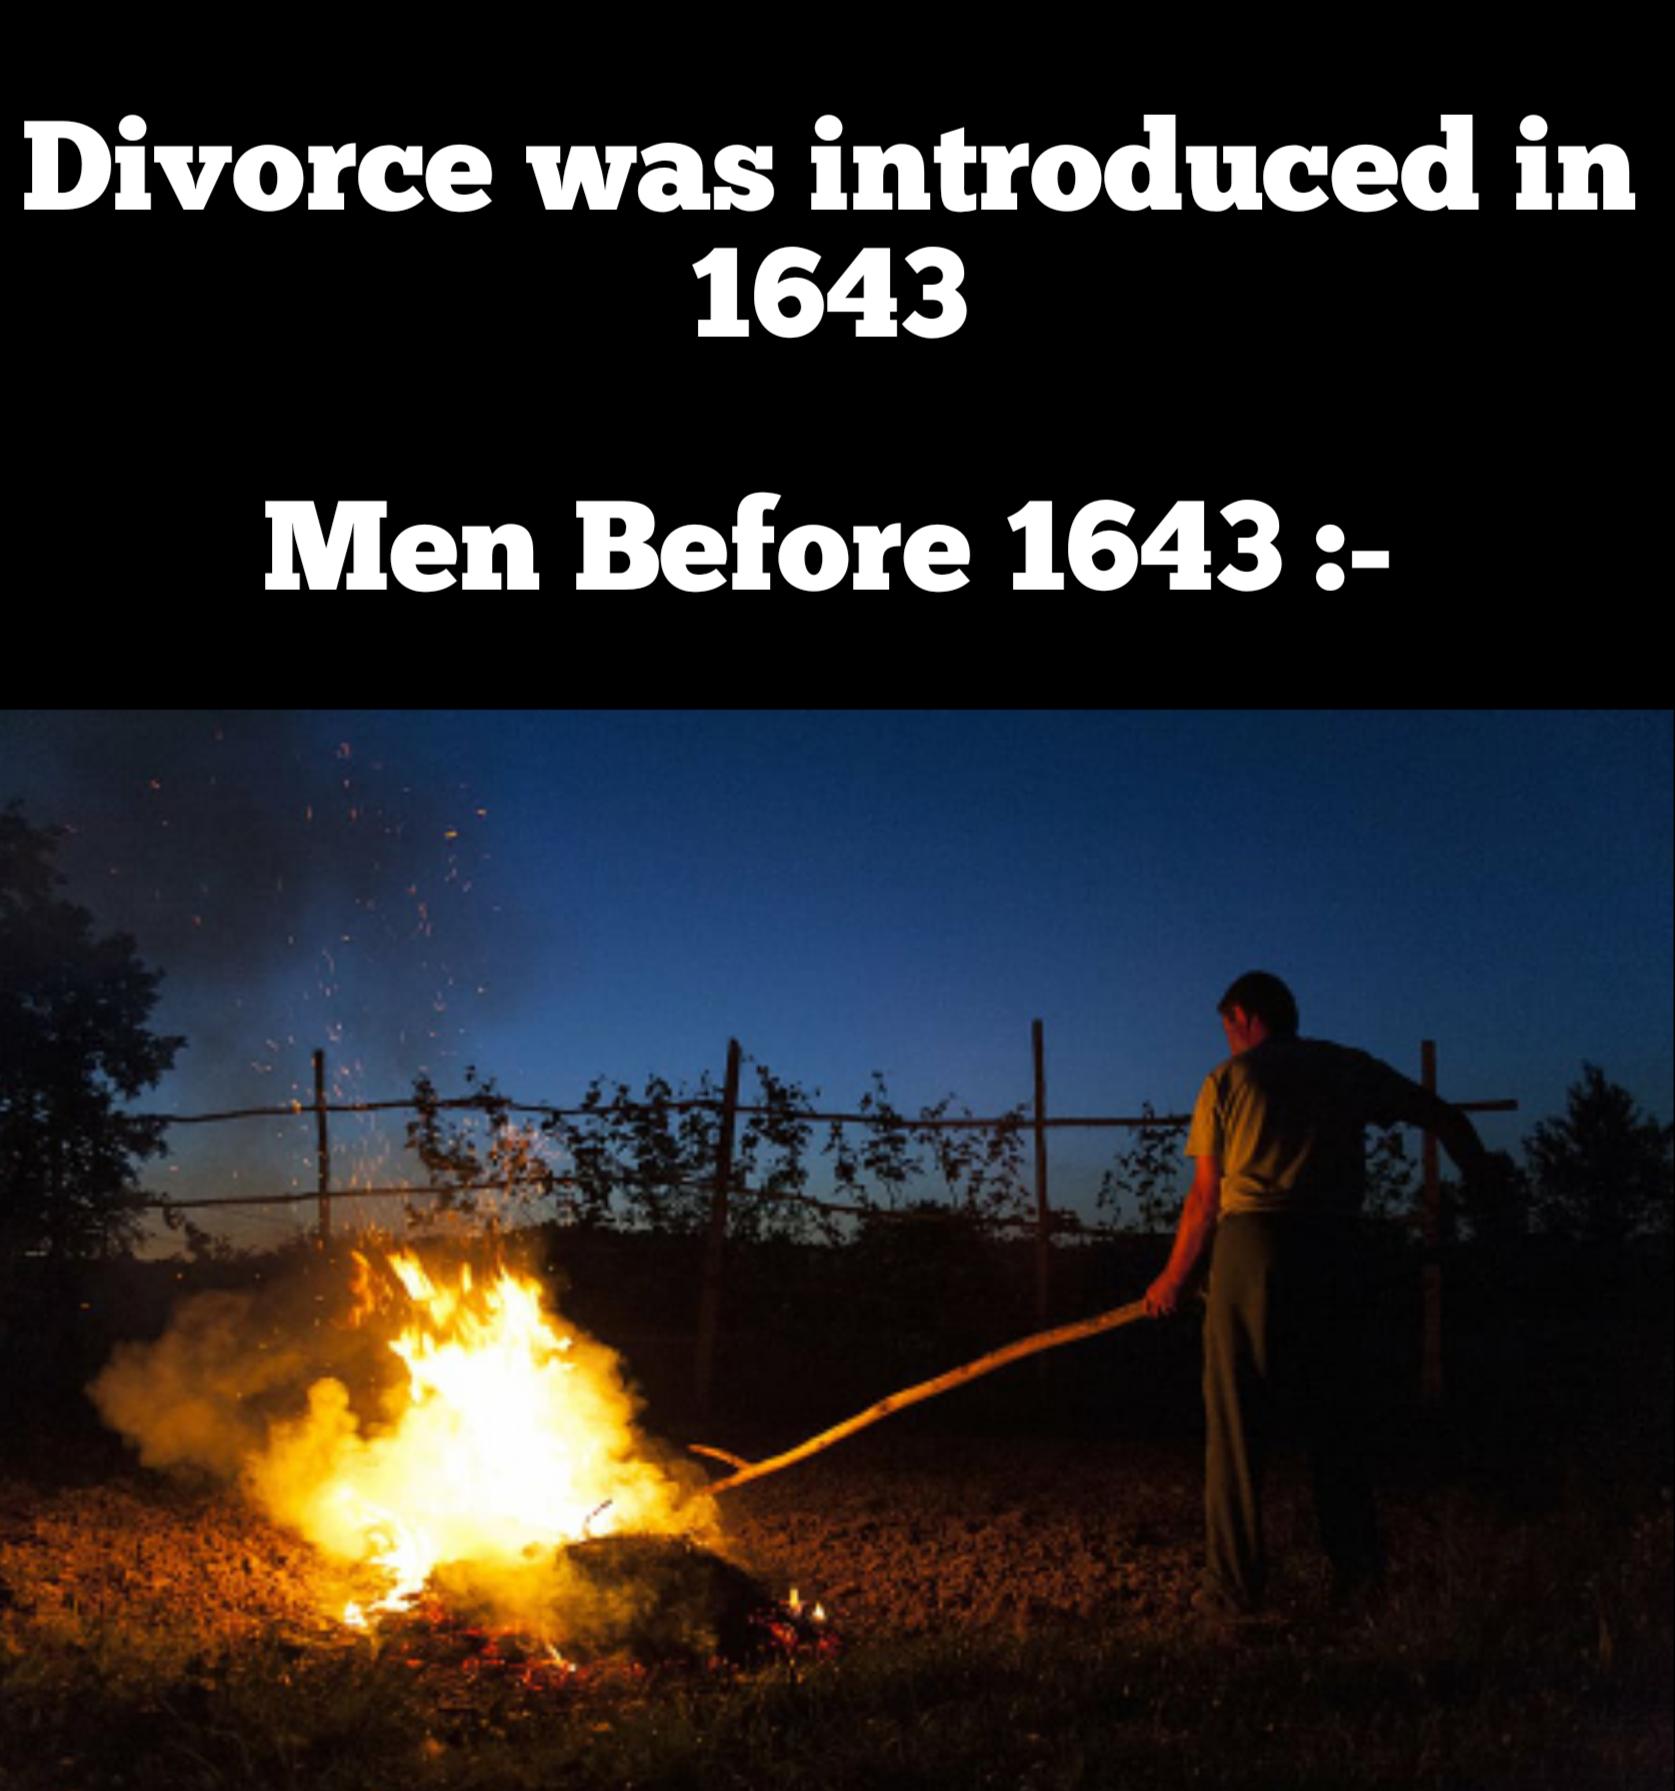 Divorce was introduced in
1643
Men Before 1643 :-